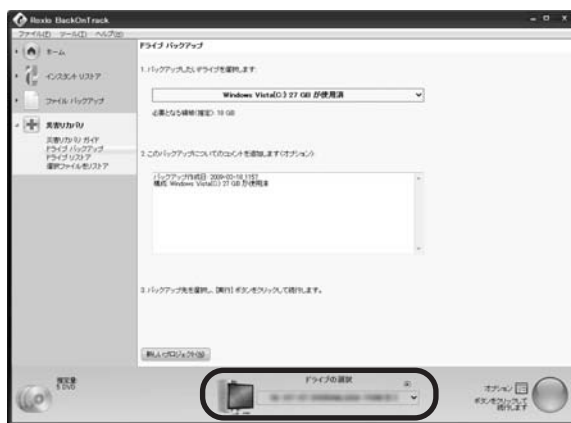 Roxio BackOnTrack
ファイル(F) ツール(T) ヘルプ(H)
ホーム
インスタント リストア
ファイル バックアップ
災害リカバリ
災害リカバリ ガイド
ドライブ バックアップ
ドライブ リストア
選択ファイルをリストア
ドライブ バックアップ
1. バックアップしたいドライブを選択します:
Windows Vista(C:) 27 GB が使用済
必要となる領域(推定): 18 GB
2. このバックアップについてのコメントを追加します(オプション):
バックアップ作成日: 2009-03-18,
構成: Windows Vista(C:) 27 GB が使用済
3. バックアップ先を選択し、[実行] ボタンをクリックして続行します。
新しいプロジェクト(N)
推定量:
5 DVD
ドライブの選択
オプション
ボタンをクリックして
続行します